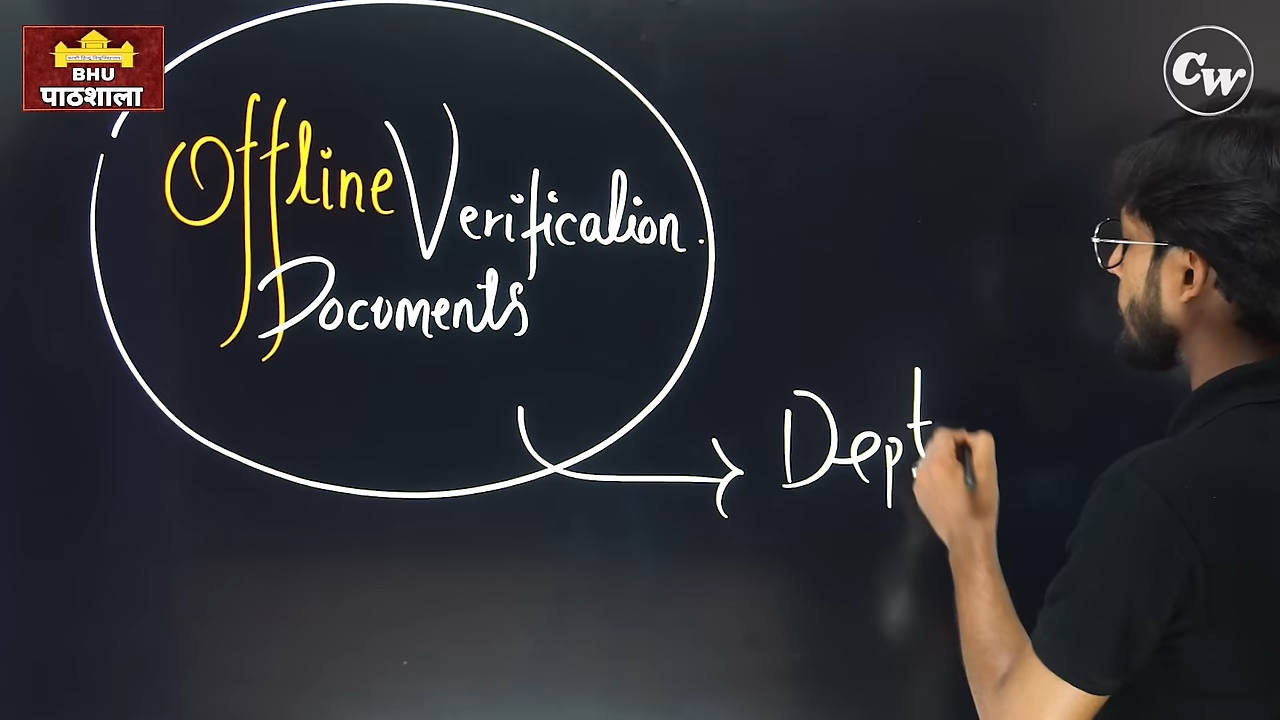 BHU
पाठशाला
CW
Offline Verification.
Documents
Dept